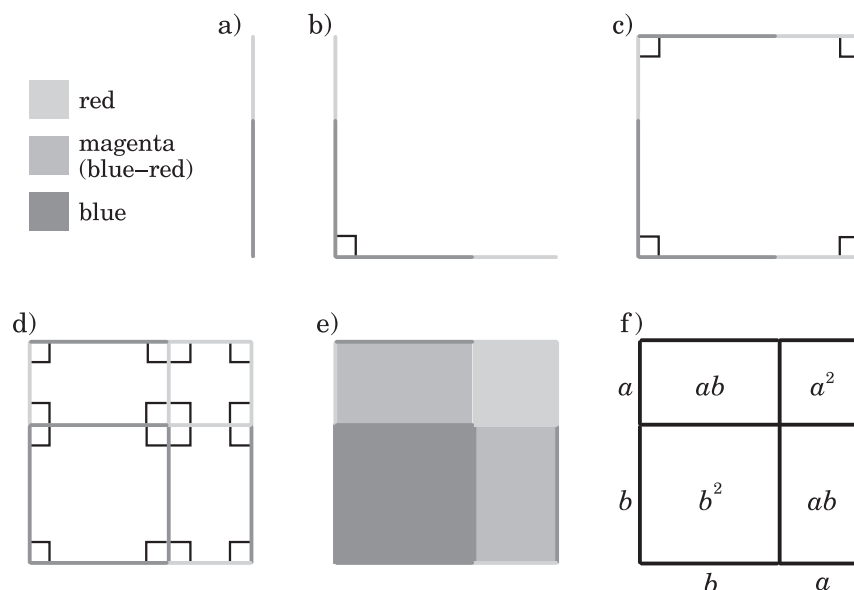 a)
b)
c)
red
magenta
(blue–red)
blue
d)
e)
f)
a
ab
a²
b
b²
ab
b
a